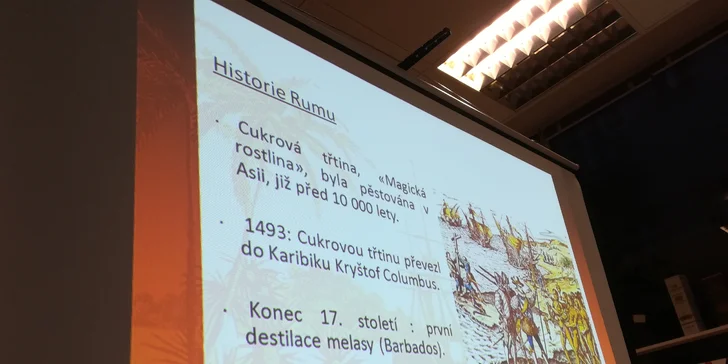 Historie Rumu
· Cukrová třtina, «Magická
rostlina», byla pěstována v
Asii, již před 10 000 lety.
· 1493: Cukrovou třtinu převezl
do Karibiku Kryštof Columbus.
· Konec 17. století : první
destilace melasy (Barbados).